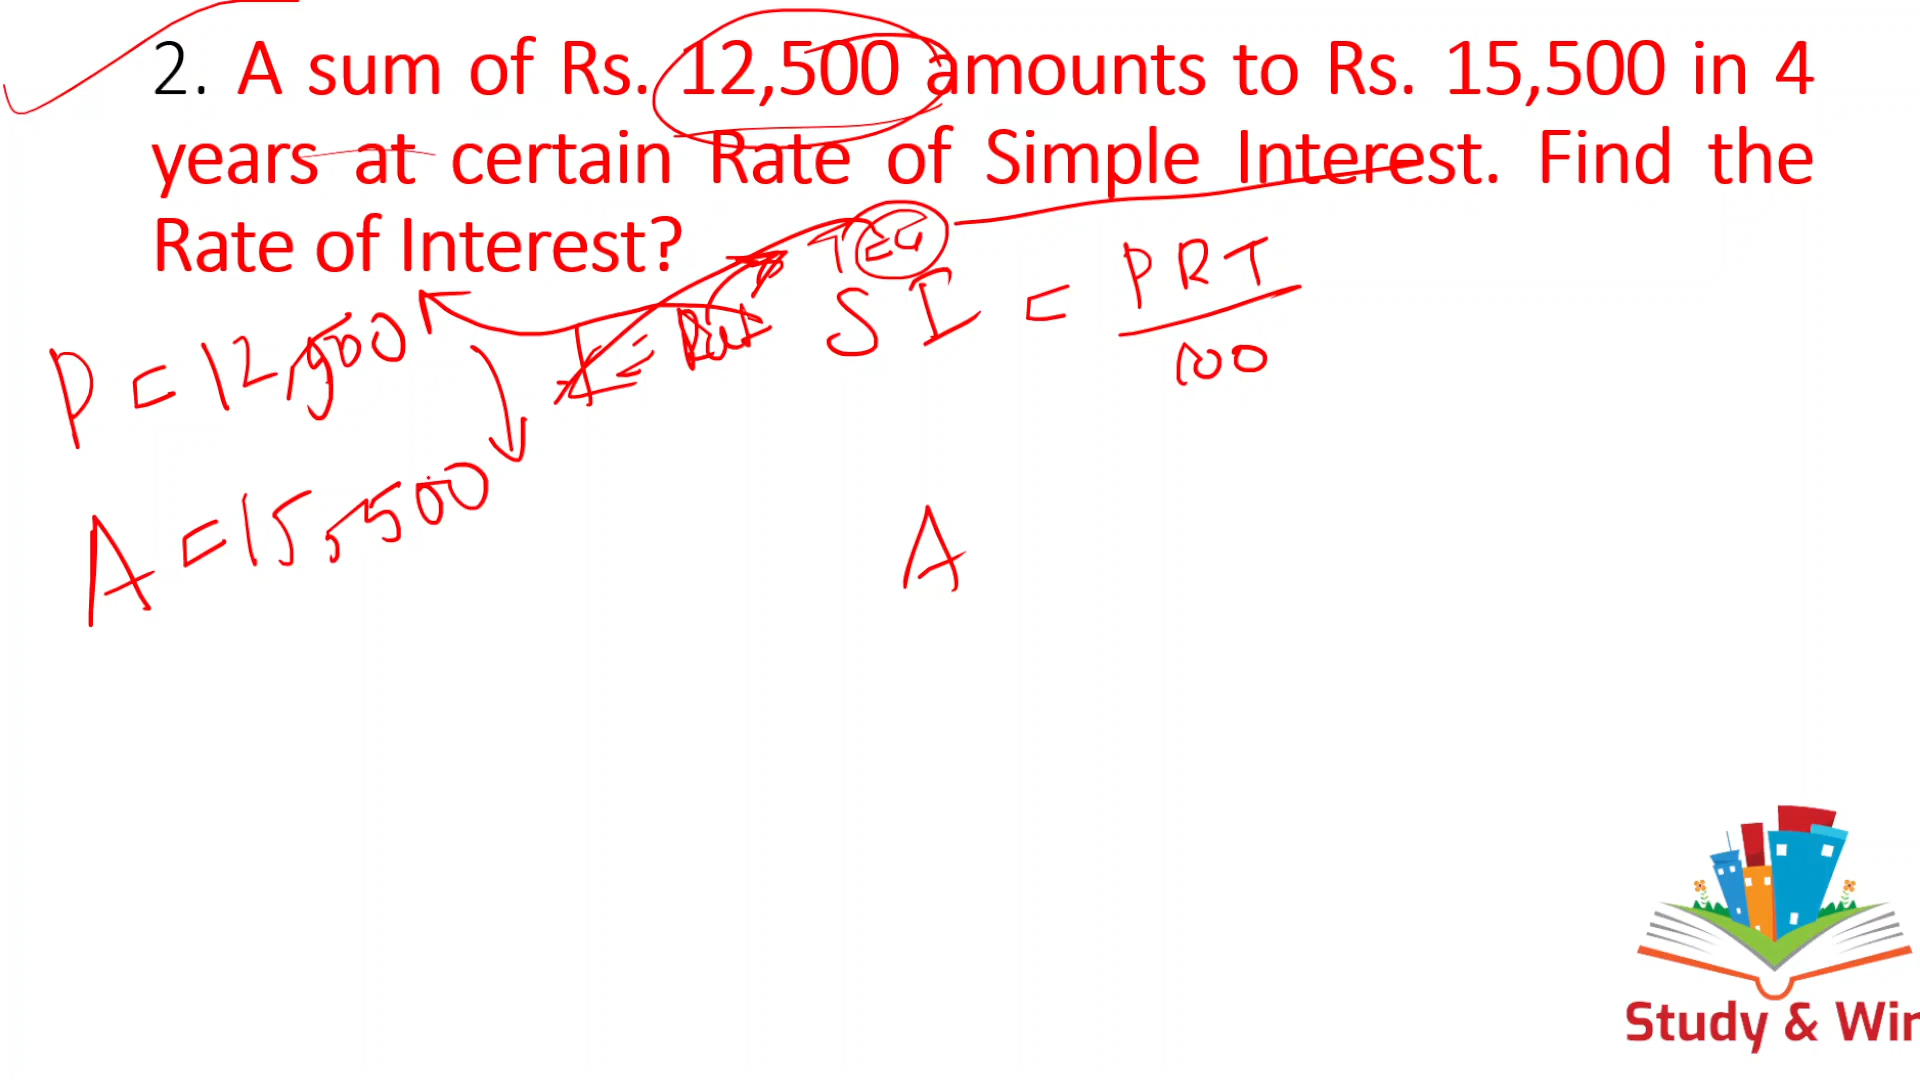 2. A sum of Rs. 12,500 amounts to Rs. 15,500 in 4
years at certain Rate of Simple Interest. Find the
Rate of Interest?
T=4
P=12,500
SI = PRT
100
A=15,500
A
Study & Win